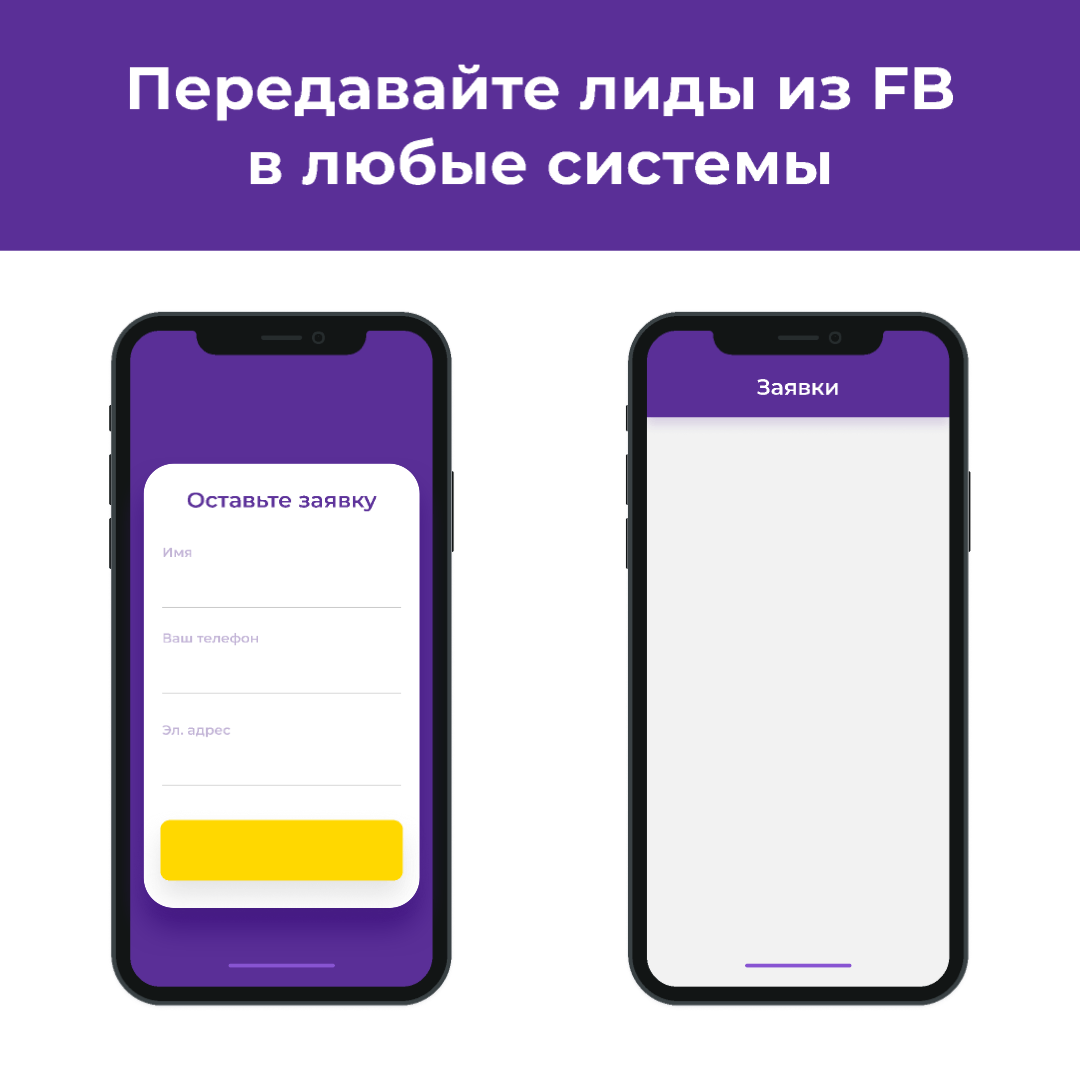 Передавайте лиды из FB
в любые системы
Оставьте заявку
Имя
Ваш телефон
Эл. адрес
Заявки